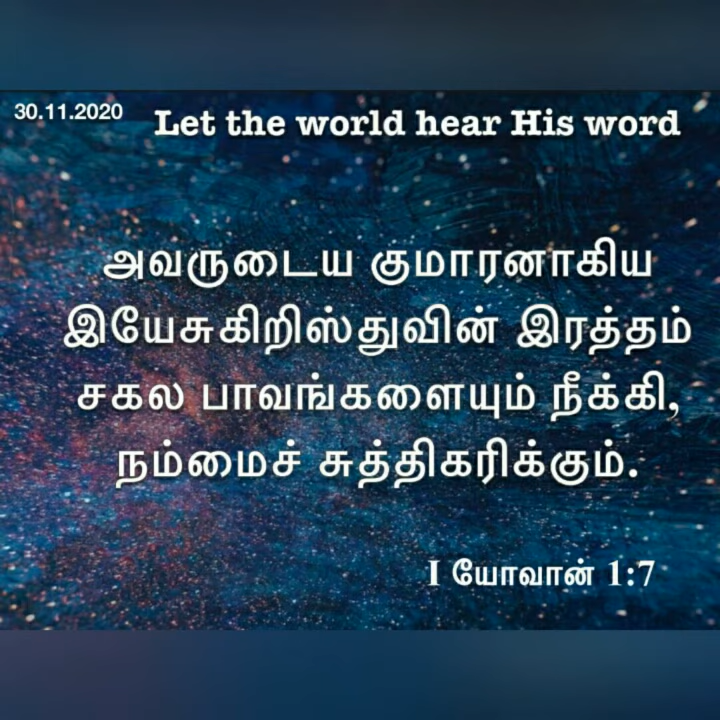 30.11.2020
Let the world hear His word
அவருடைய குமாரனாகிய
இயேசுகிறிஸ்துவின் இரத்தம்
சகல பாவங்களையும் நீக்கி,
நம்மைச் சுத்திகரிக்கும்.
I யோவான் 1:7